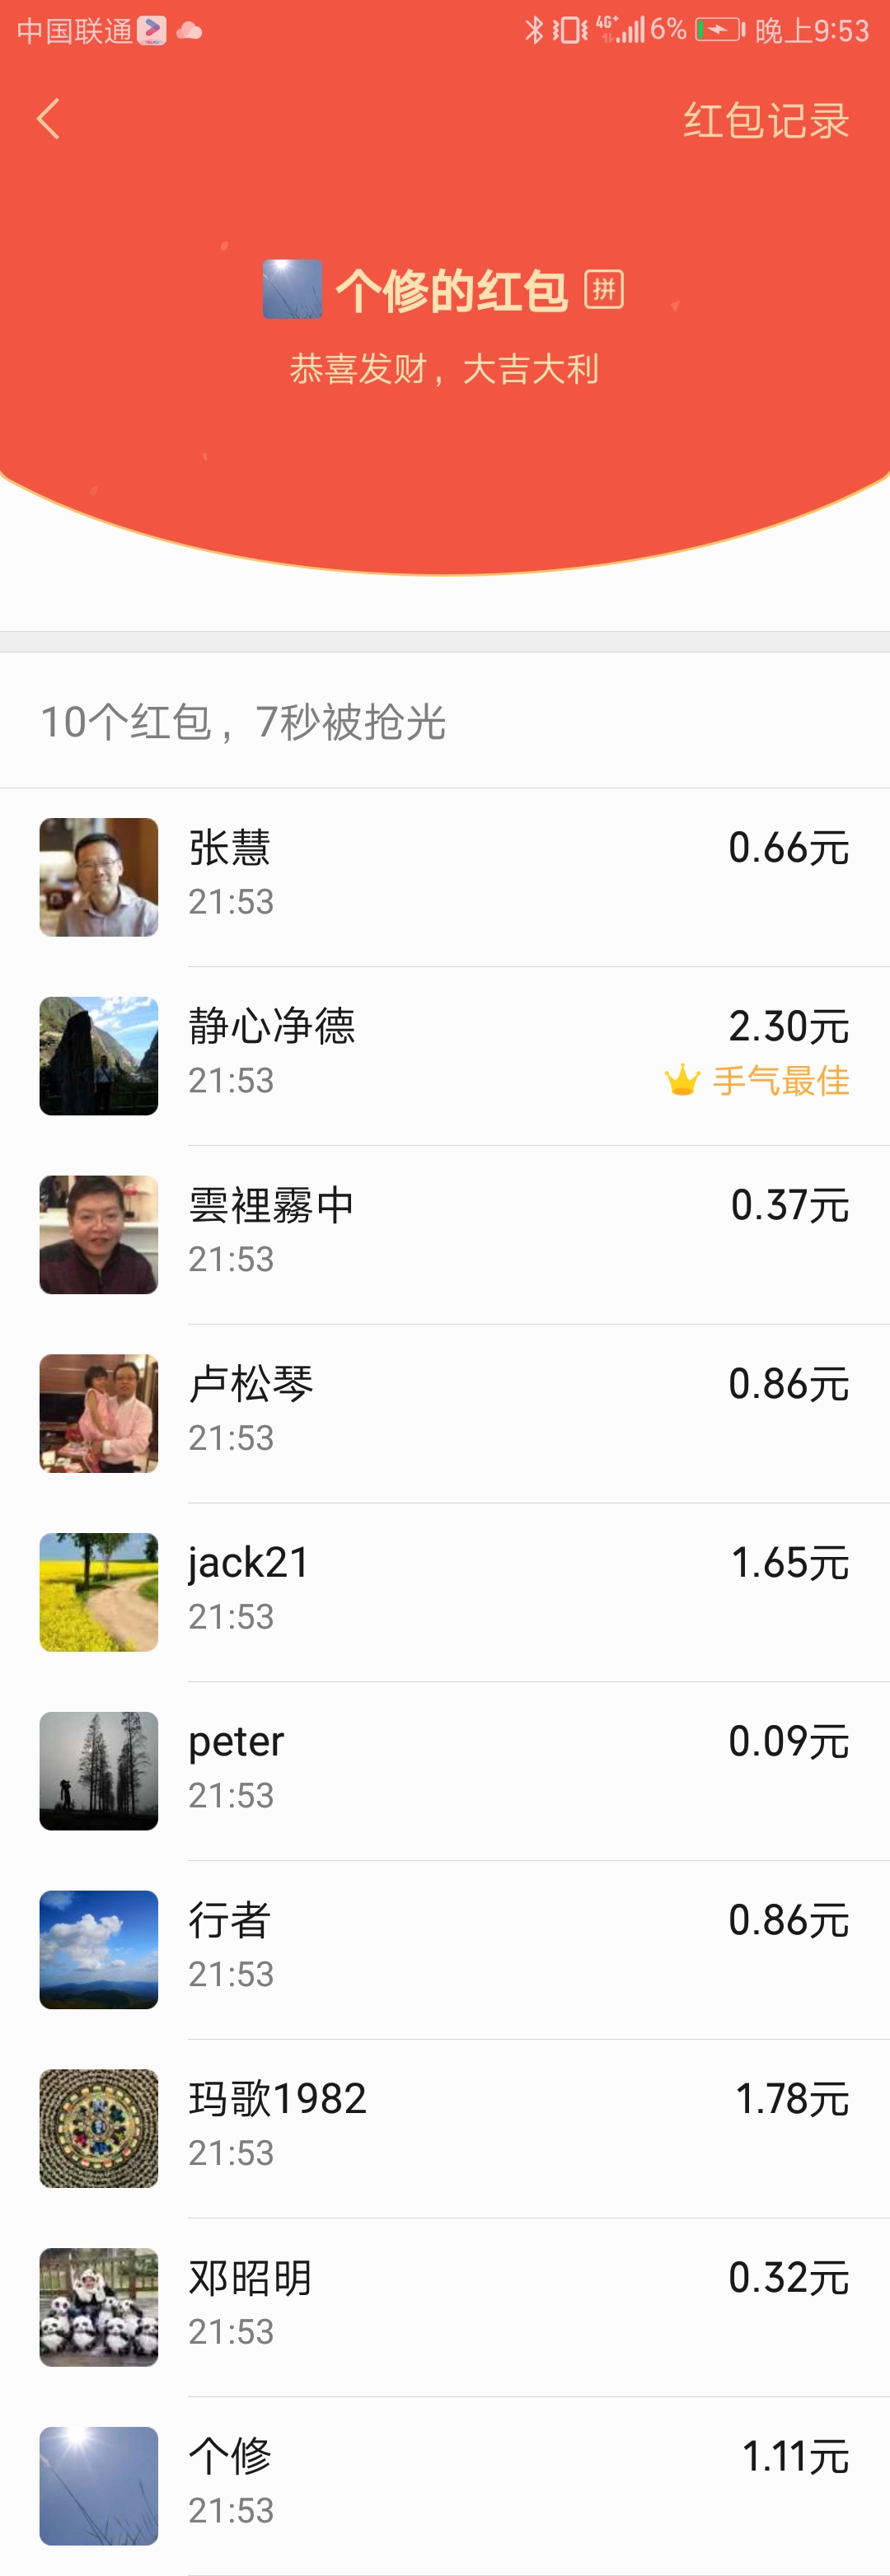 中国联通 4G+ 6% 晚上9:53
红包记录
个修的红包 拼
恭喜发财，大吉大利
10个红包，7秒被抢光
张慧 0.66元
21:53
静心净德 2.30元
21:53 手气最佳
雲裡霧中 0.37元
21:53
卢松琴 0.86元
21:53
jack21 1.65元
21:53
peter 0.09元
21:53
行者 0.86元
21:53
玛歌1982 1.78元
21:53
邓昭明 0.32元
21:53
个修 1.11元
21:53